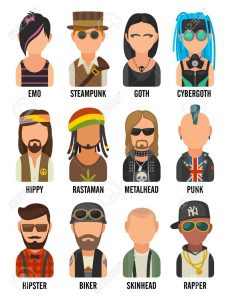 EMO STEAMPUNK GOTH CYBERGOTH
HIPPY RASTAMAN METALHEAD PUNK
HIPSTER BIKER SKINHEAD RAPPER